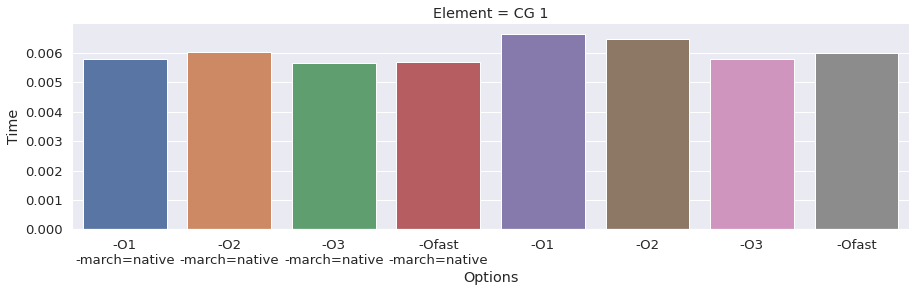 Element = CG 1
Time
0.006
0.005
0.004
0.003
0.002
0.001
0.000
-O1
-march=native
-O2
-march=native
-O3
-march=native
-Ofast
-march=native
-O1
-O2
-O3
-Ofast
Options